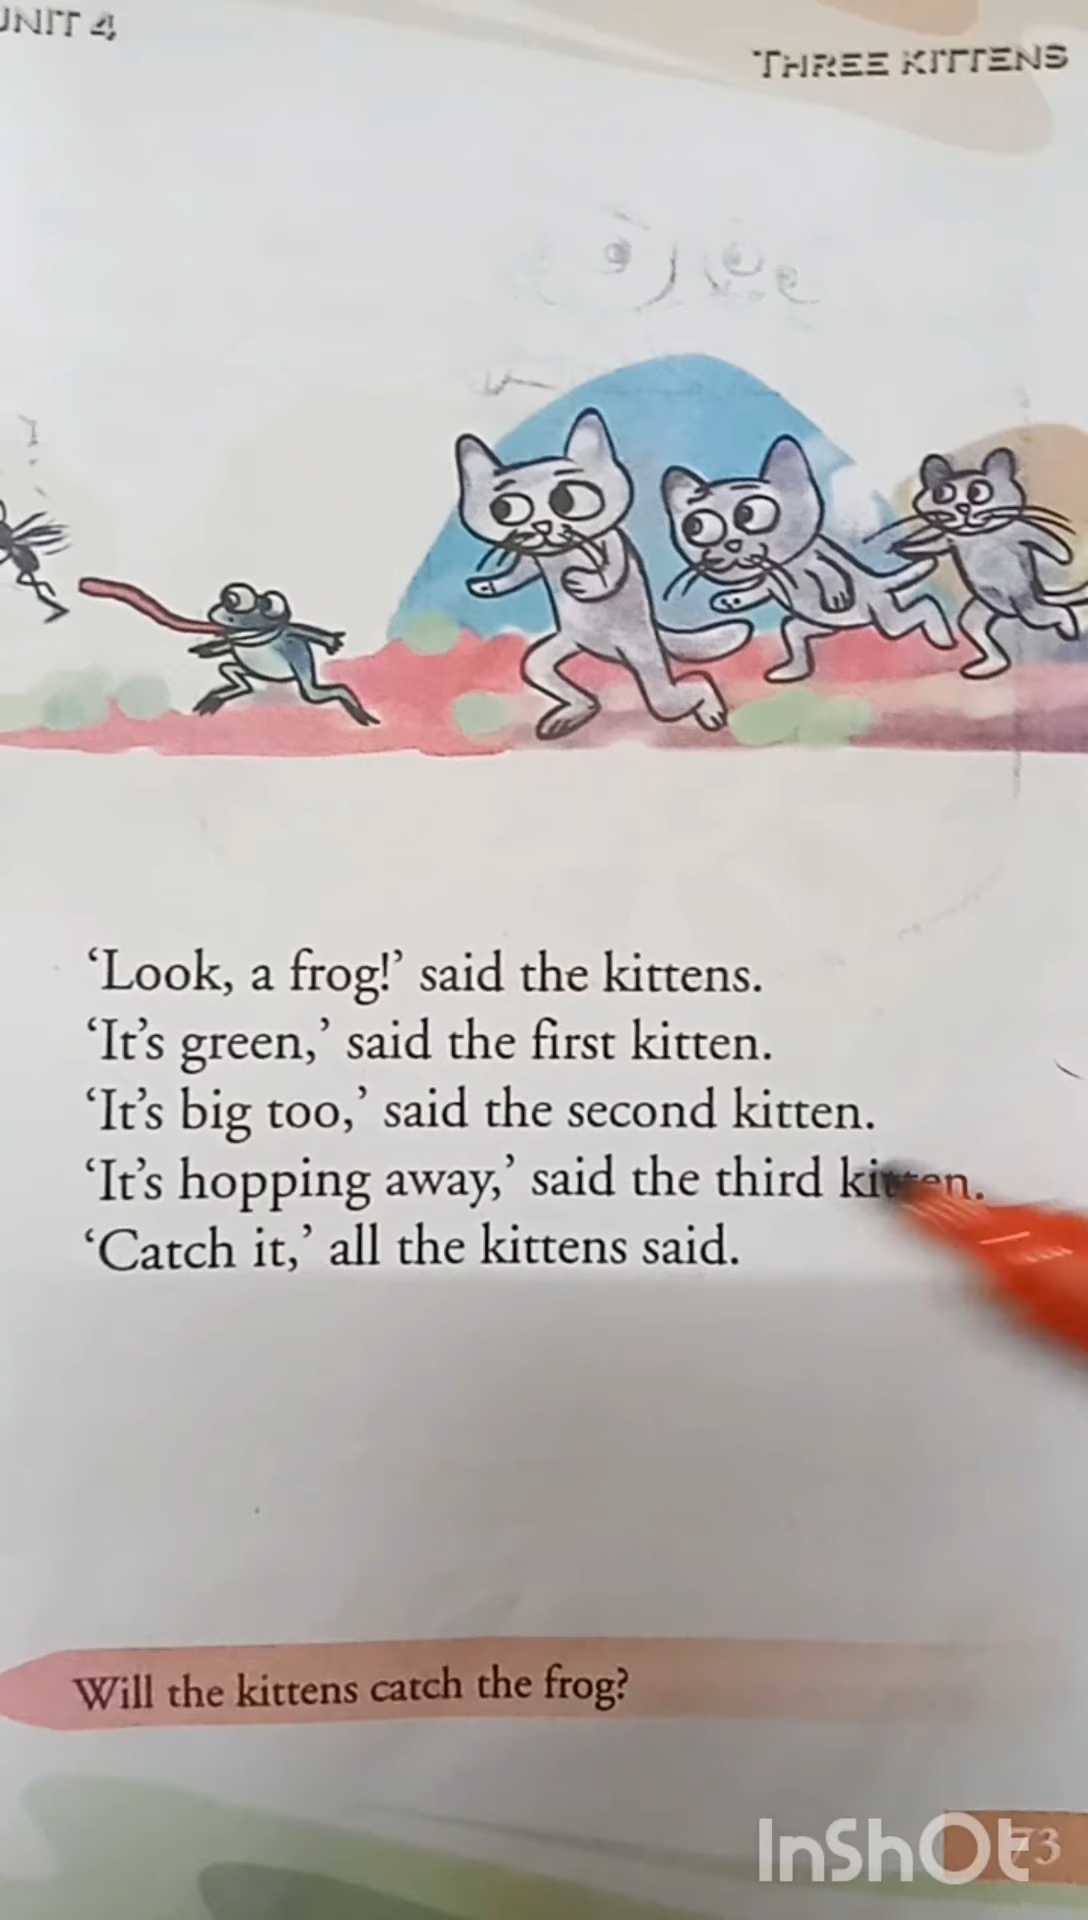 UNIT 4
THREE KITTENS
‘Look, a frog!’ said the kittens.
‘It’s green,’ said the first kitten.
‘It’s big too,’ said the second kitten.
‘It’s hopping away,’ said the third kitten.
‘Catch it,’ all the kittens said.
Will the kittens catch the frog?
73
InShOt